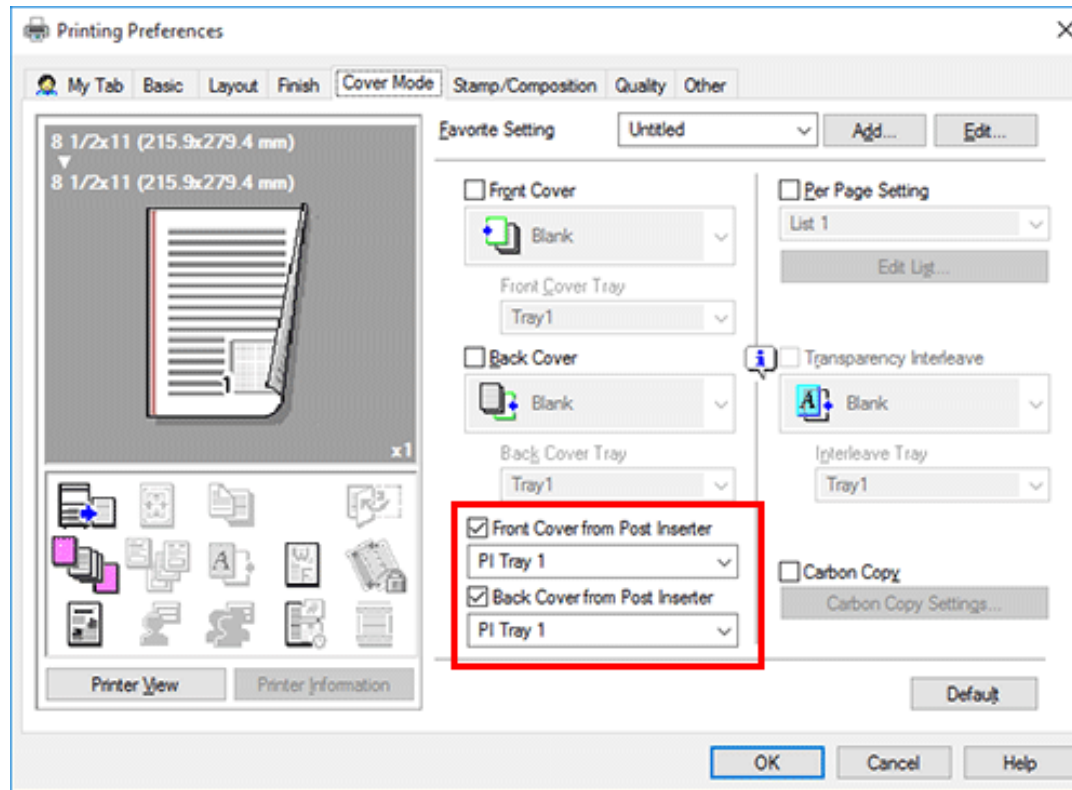 Printing Preferences
My Tab Basic Layout Finish Cover Mode Stamp/Composition Quality Other
8 1/2x11 (215.9x279.4 mm)
8 1/2x11 (215.9x279.4 mm)
1
x1
Printer View Printer Information
Favorite Setting Untitled Add... Edit...
Front Cover
Blank
Front Cover Tray
Tray1
Back Cover
Blank
Back Cover Tray
Tray1
Front Cover from Post Inserter
PI Tray 1
Back Cover from Post Inserter
PI Tray 1
Per Page Setting
List 1
Edit List...
Transparency Interleave
Blank
Interleave Tray
Tray1
Carbon Copy
Carbon Copy Settings...
Default
OK Cancel Help